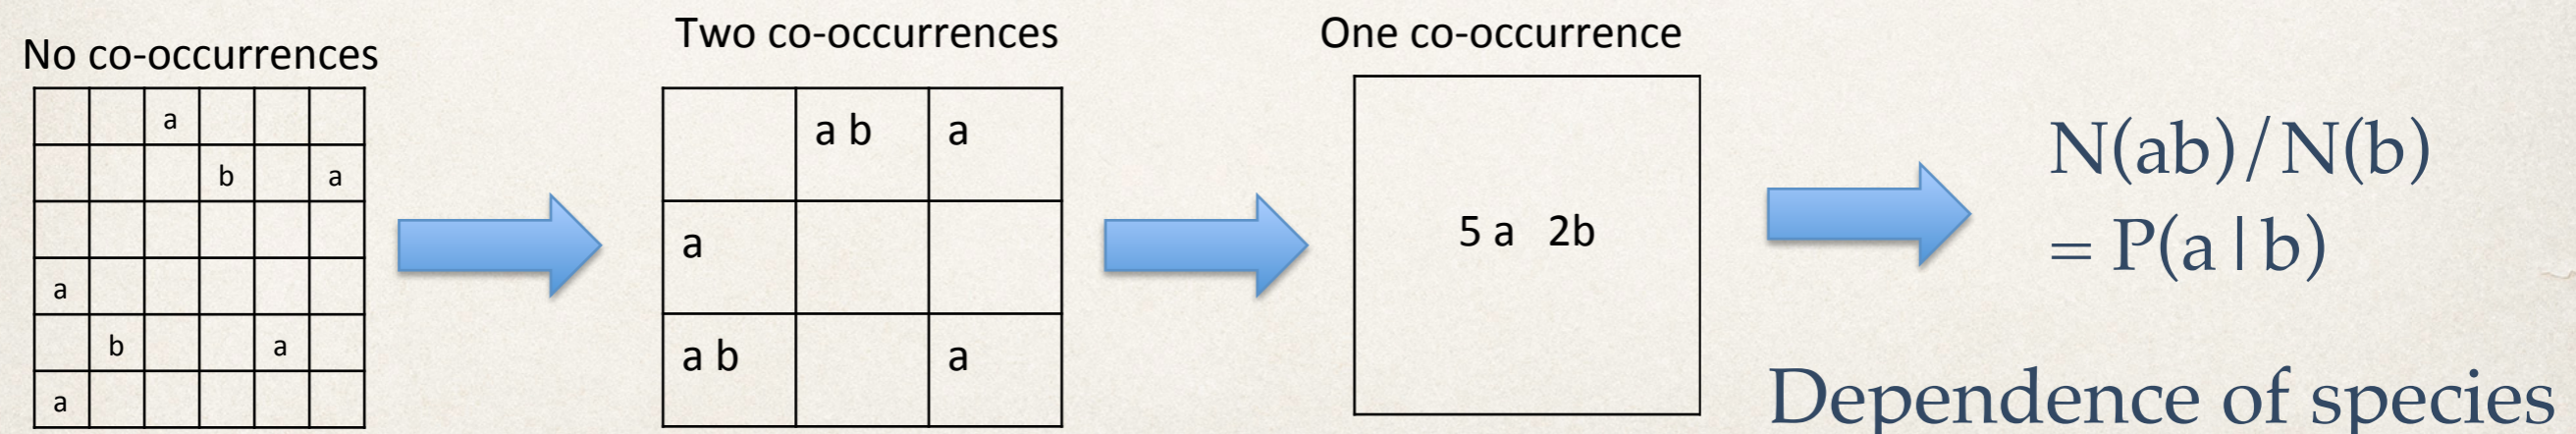 No co-occurrences
a
b a
a
b a
a
Two co-occurrences
a b a
a
a b a
One co-occurrence
5 a 2b
N(ab)/N(b)
= P(a|b)
Dependence of species